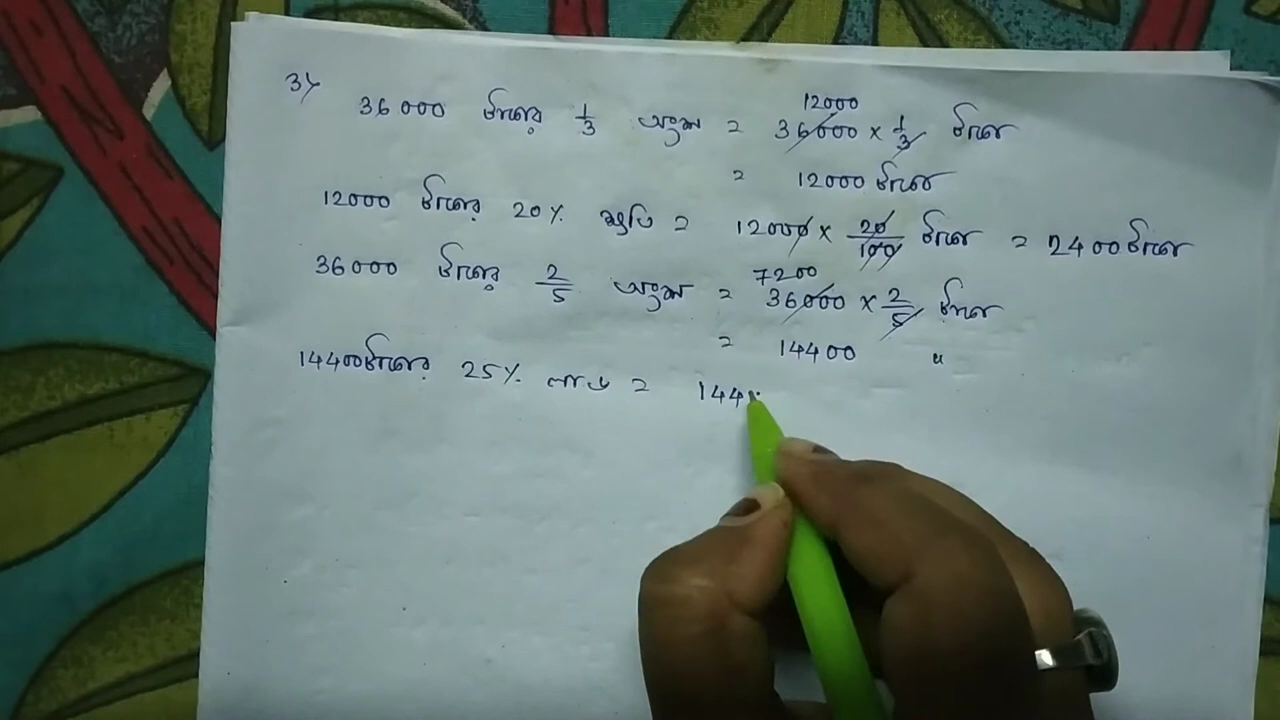 3)
12000
36000 টাকার 1/3 অংশ = 36000 × 1/3 টাকা
= 12000 টাকা
12000 টাকার 20% ক্ষতি = 12000 × 20/100 টাকা = 2400 টাকা
7200
36000 টাকার 2/5 অংশ = 36000 × 2/5 টাকা
= 14400 "
14400 টাকার 25% লাভ = 144